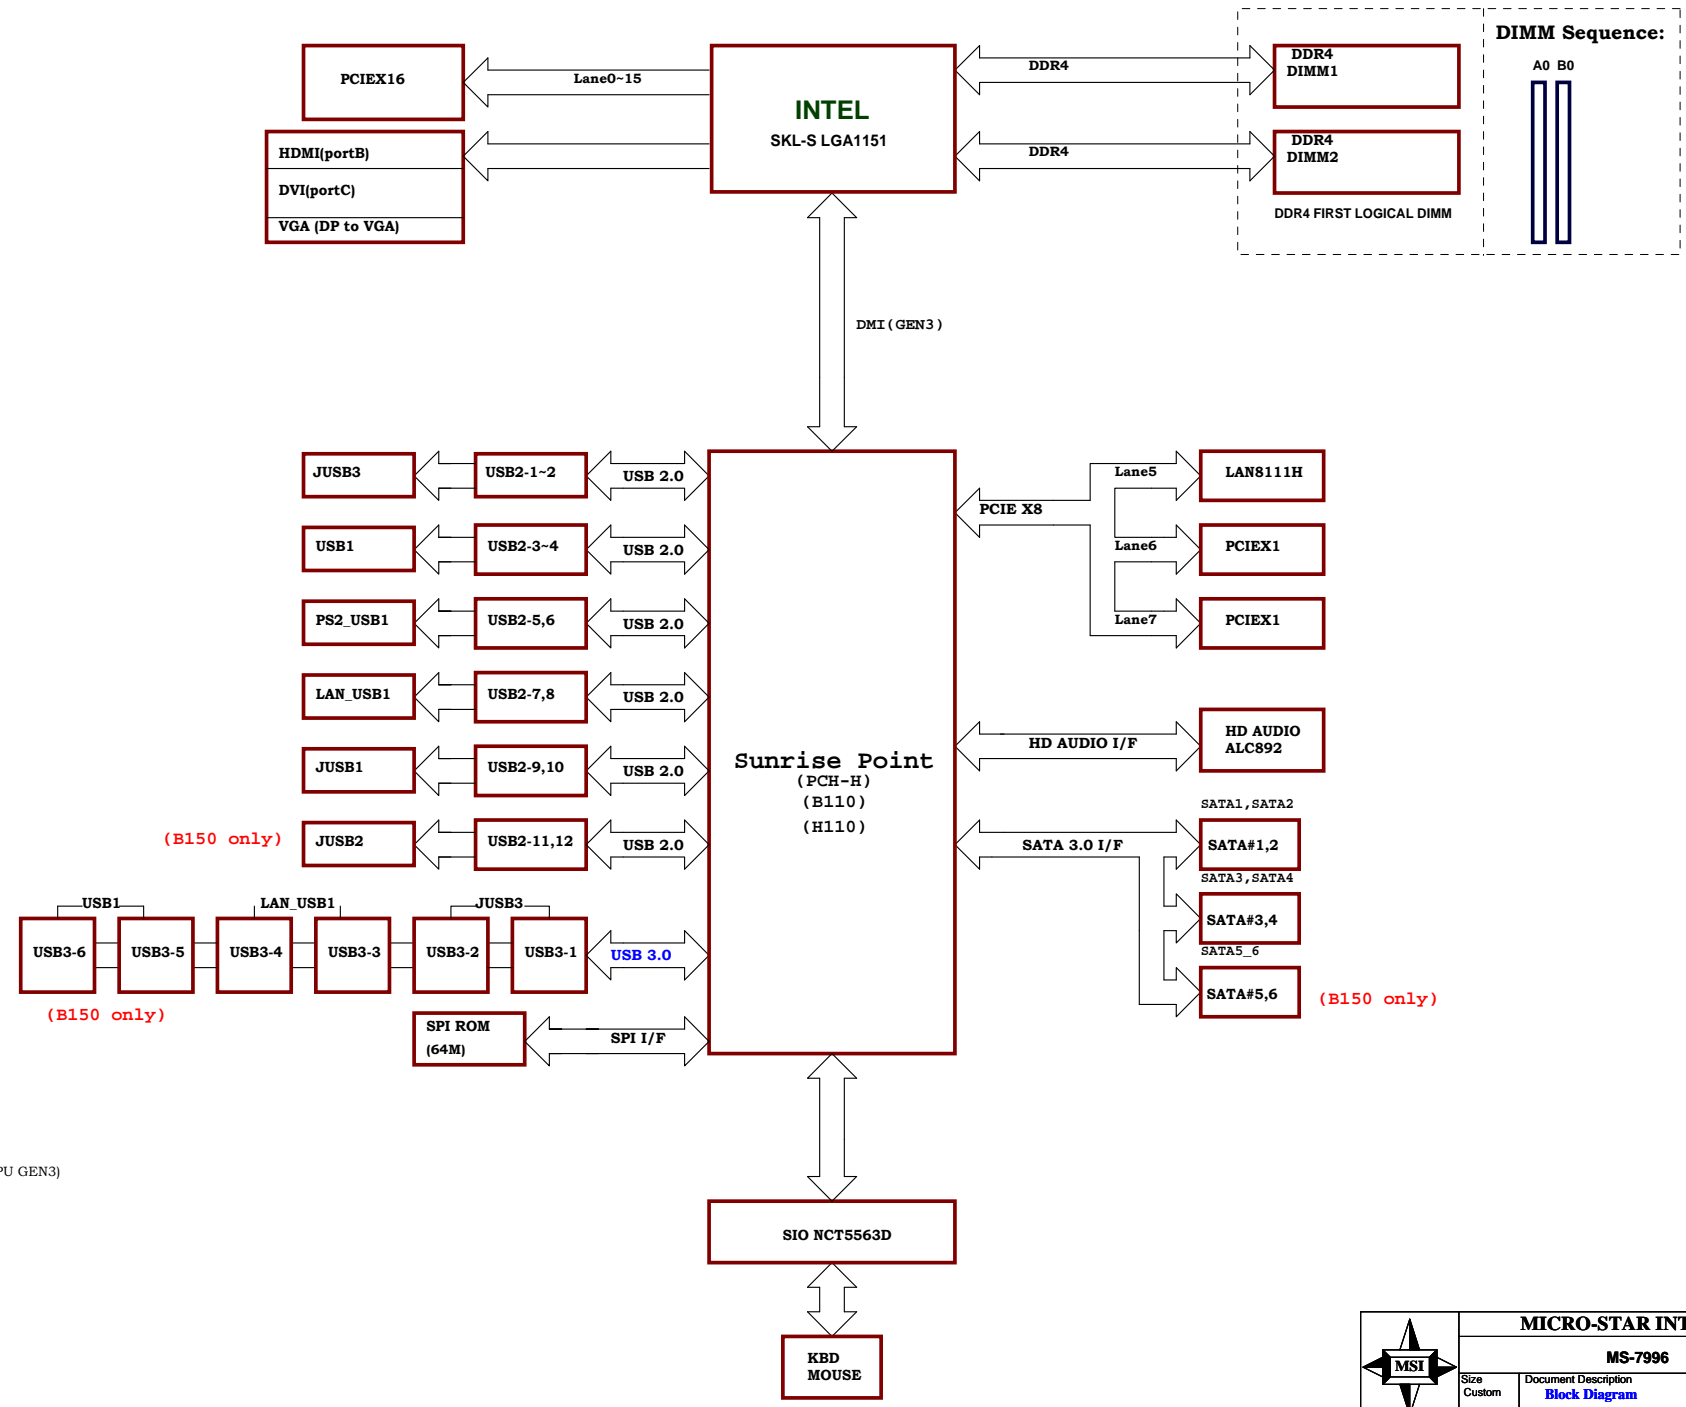 DIMM Sequence:
A0 B0
PCIEX16
Lane0~15
INTEL
SKL-S LGA1151
DDR4
DDR4
DIMM1
HDMI(portB)
DVI(portC)
VGA (DP to VGA)
DDR4
DDR4
DIMM2
DDR4 FIRST LOGICAL DIMM
DMI(GEN3)
JUSB3
USB2-1~2
USB 2.0
USB1
USB2-3~4
USB 2.0
PS2_USB1
USB2-5,6
USB 2.0
LAN_USB1
USB2-7,8
USB 2.0
JUSB1
USB2-9,10
USB 2.0
(B150 only)
JUSB2
USB2-11,12
USB 2.0
Sunrise Point
(PCH-H)
(B110)
(H110)
PCIE X8
Lane5
LAN8111H
Lane6
PCIEX1
Lane7
PCIEX1
HD AUDIO I/F
HD AUDIO
ALC892
SATA 3.0 I/F
SATA1,SATA2
SATA#1,2
SATA3,SATA4
SATA#3,4
SATA5_6
SATA#5,6
(B150 only)
USB1
LAN_USB1
JUSB3
USB3-6
USB3-5
USB3-4
USB3-3
USB3-2
USB3-1
USB 3.0
(B150 only)
SPI ROM
(64M)
SPI I/F
PU GEN3)
SIO NCT5563D
KBD
MOUSE
MSI
MICRO-STAR INT
MS-7996
Size
Custom
Document Description
Block Diagram